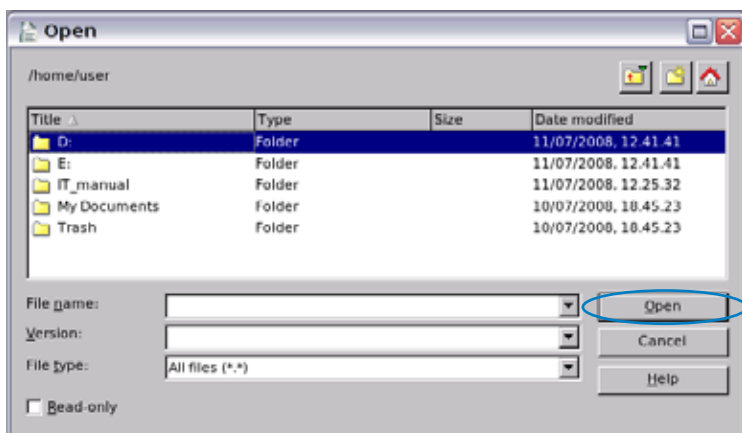 Open
/home/user
Title Type Size Date modified
D: Folder 11/07/2008, 12.41.41
E: Folder 11/07/2008, 12.41.41
IT_manual Folder 11/07/2008, 12.25.32
My Documents Folder 10/07/2008, 18.45.23
Trash Folder 10/07/2008, 18.45.23
File name: Open
Version: Cancel
File type: All files (*.*) Help
Read-only